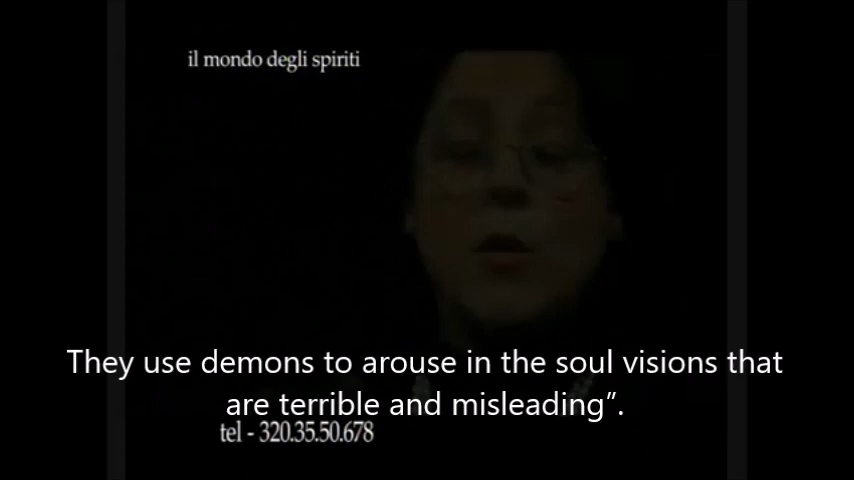 il mondo degli spiriti
They use demons to arouse in the soul visions that
are terrible and misleading”.
tel - 320.35.50.678